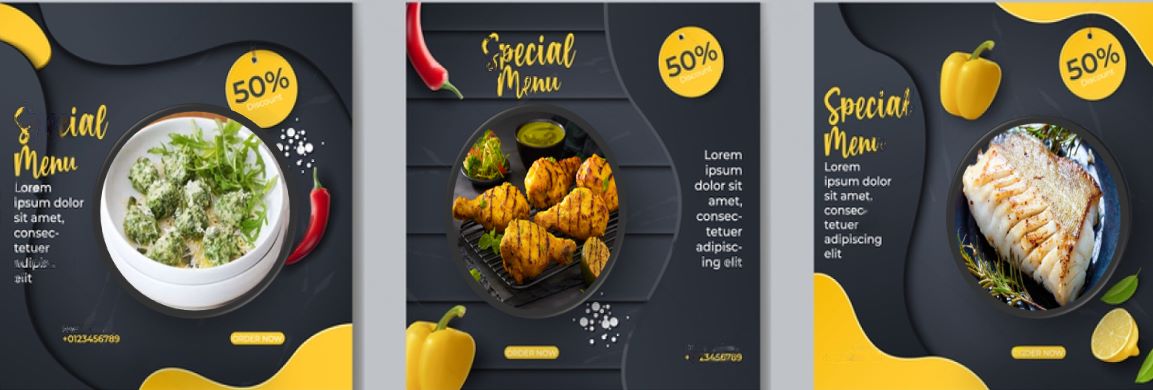 50%
Discount
Menu
Lorem
ipsum dolor
sit amet,
consec-
tetuer
elit
+0123456789
ORDER NOW
Special
Menu
50%
Discount
Lorem
ipsum
dolor sit
amet,
consec-
tetuer
adipisc-
ing elit
ORDER NOW
Special
Menu
50%
Discount
Lorem
ipsum dolor
sit amet,
consec-
tetuer
adipiscing
elit
ORDER NOW